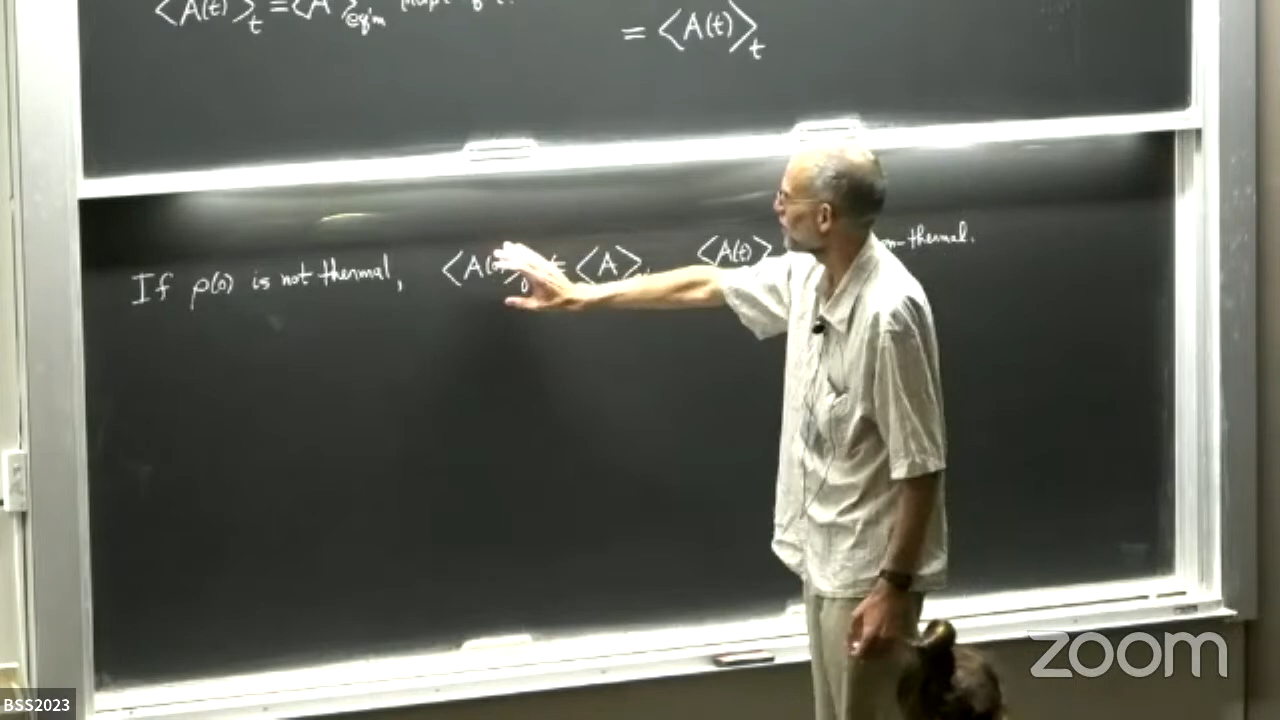 ⟨A(t)⟩_t = ⟨A⟩_eq'm
= ⟨A(t)⟩_t
If ρ(0) is not thermal, ⟨A( ⟨A⟩ ⟨A(t)⟩ n-thermal.
zoom
BSS2023